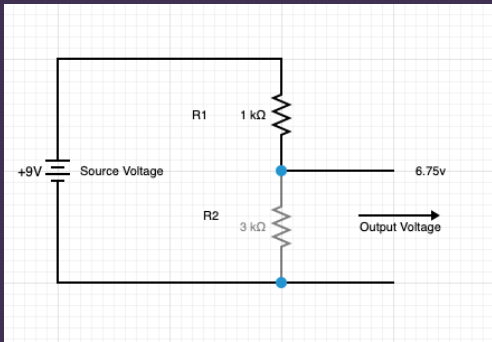 R1
1 kΩ
+9V
Source Voltage
6.75v
R2
3 kΩ
Output Voltage